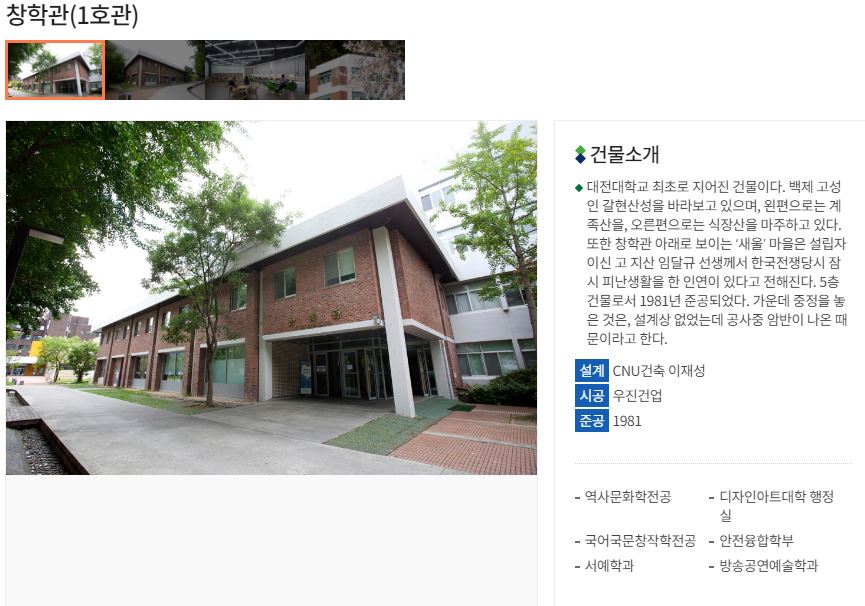 창학관(1호관)
건물소개
대전대학교 최초로 지어진 건물이다. 백제 고성
인 갈현산성을 바라보고 있으며, 왼편으로는 계
족산을, 오른편으로는 식장산을 마주하고 있다.
또한 창학관 아래로 보이는 ‘새울’ 마을은 설립자
이신 고 지산 임달규 선생께서 한국전쟁당시 잠
시 피난생활을 한 인연이 있다고 전해진다. 5층
건물로서 1981년 준공되었다. 가운데 중정을 놓
은 것은, 설계상 없었는데 공사중 암반이 나온 때
문이라고 한다.
설계 CNU건축 이재성
시공 우진건업
준공 1981
- 역사문화학전공
- 디자인아트대학 행정
실
- 국어국문창작학전공
- 안전융합학부
- 서예학과
- 방송공연예술학과